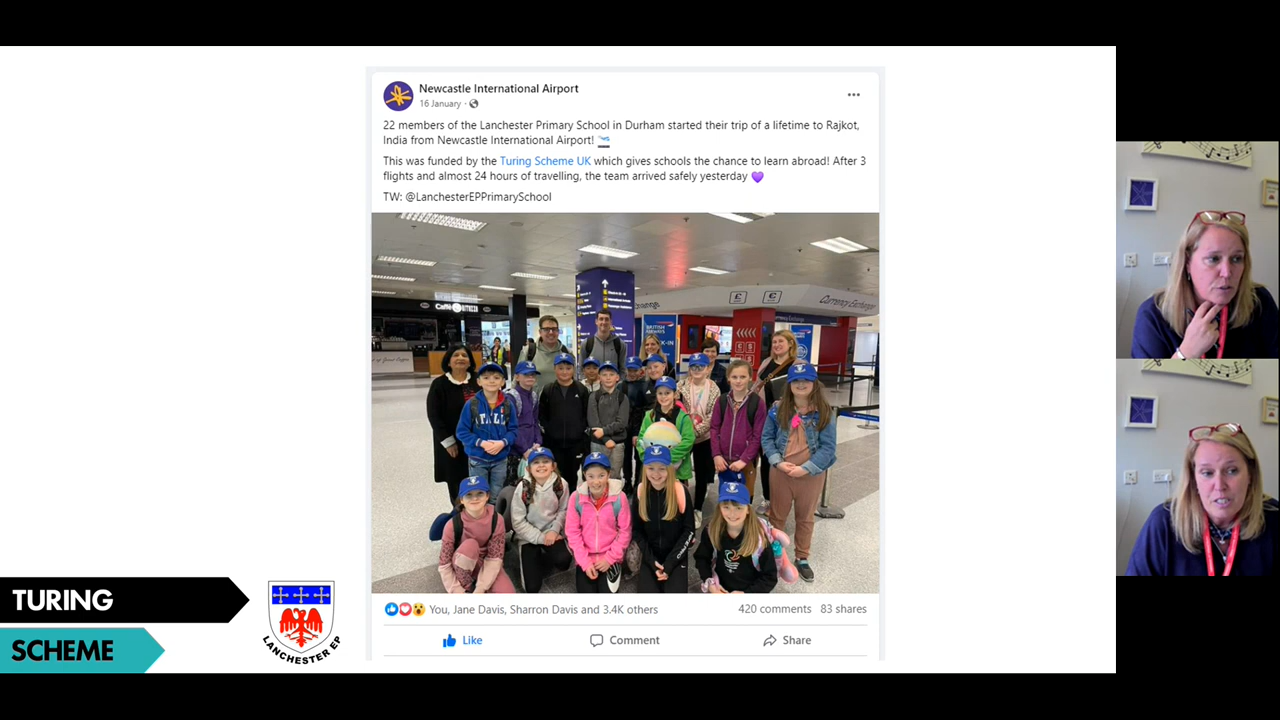 Newcastle International Airport
16 January ·
22 members of the Lanchester Primary School in Durham started their trip of a lifetime to Rajkot,
India from Newcastle International Airport!
This was funded by the Turing Scheme UK which gives schools the chance to learn abroad! After 3
flights and almost 24 hours of travelling, the team arrived safely yesterday
TW: @LanchesterEPPrimarySchool
Caffè RITAZZA
Currency Exchange
BRITISH AIRWAYS
You, Jane Davis, Sharron Davis and 3.4K others
420 comments 83 shares
Like Comment Share
TURING
SCHEME
LANCHESTER EP